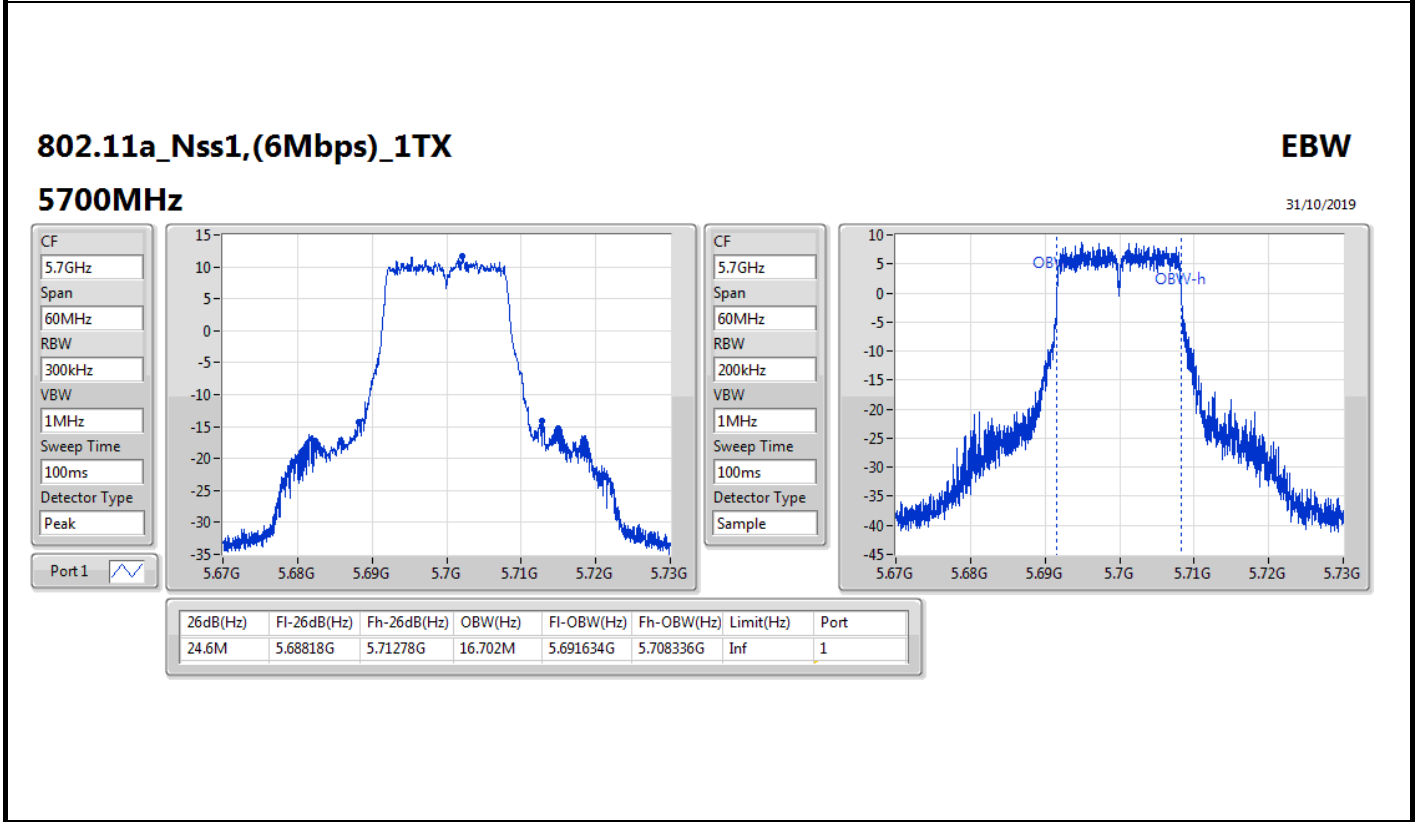 802.11a_Nss1,(6Mbps)_1TX
EBW
5700MHz
31/10/2019
CF
5.7GHz
Span
60MHz
RBW
300kHz
VBW
1MHz
Sweep Time
100ms
Detector Type
Peak
Port 1
15
10
5
0
-5
-10
-15
-20
-25
-30
-35
5.67G 5.68G 5.69G 5.7G 5.71G 5.72G 5.73G
CF
5.7GHz
Span
60MHz
RBW
200kHz
VBW
1MHz
Sweep Time
100ms
Detector Type
Sample
10
5
0
-5
-10
-15
-20
-25
-30
-35
-40
-45
OBW-h
5.67G 5.68G 5.69G 5.7G 5.71G 5.72G 5.73G
26dB(Hz) Fl-26dB(Hz) Fh-26dB(Hz) OBW(Hz) Fl-OBW(Hz) Fh-OBW(Hz) Limit(Hz) Port
24.6M 5.68818G 5.71278G 16.702M 5.691634G 5.708336G Inf 1